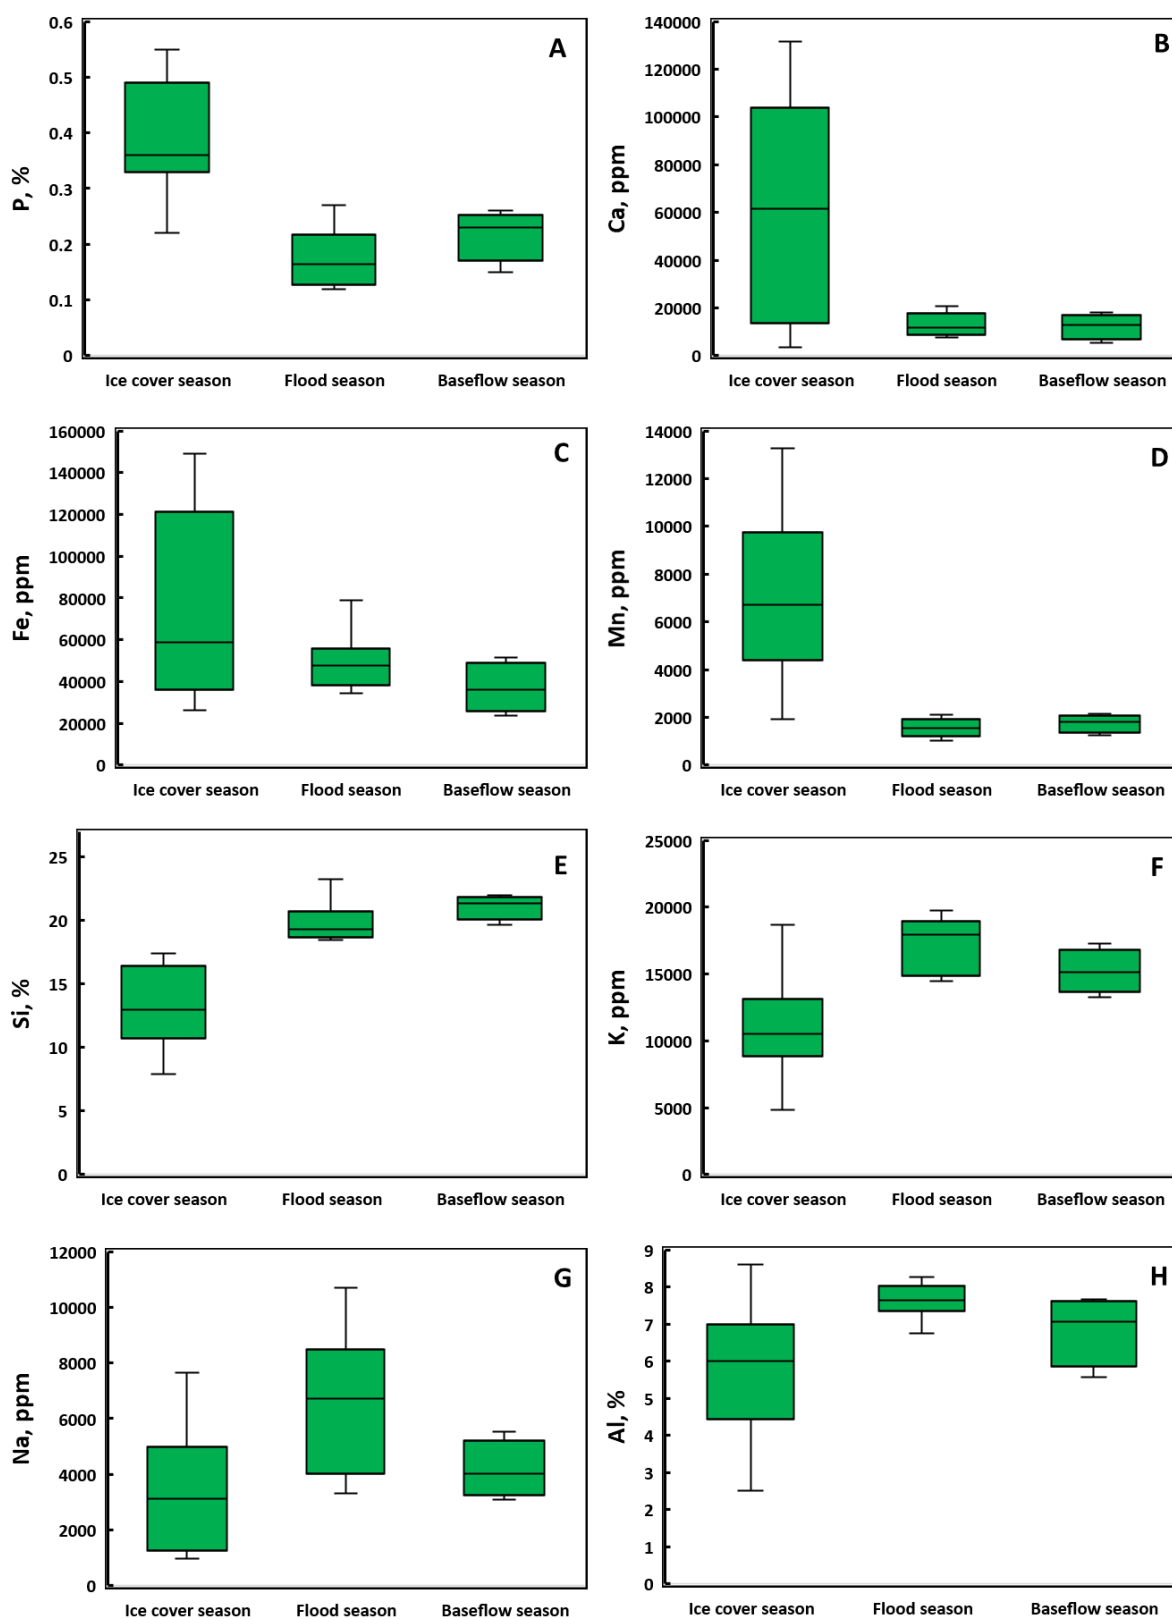 A
P, %
0.6
0.5
0.4
0.3
0.2
0.1
0
Ice cover season Flood season Baseflow season
B
Ca, ppm
140000
120000
100000
80000
60000
40000
20000
0
Ice cover season Flood season Baseflow season
C
Fe, ppm
160000
140000
120000
100000
80000
60000
40000
20000
0
Ice cover season Flood season Baseflow season
D
Mn, ppm
14000
12000
10000
8000
6000
4000
2000
0
Ice cover season Flood season Baseflow season
E
Si, %
25
20
15
10
5
0
Ice cover season Flood season Baseflow season
F
K, ppm
25000
20000
15000
10000
5000
0
Ice cover season Flood season Baseflow season
G
Na, ppm
12000
10000
8000
6000
4000
2000
0
Ice cover season Flood season Baseflow season
H
Al, %
9
8
7
6
5
4
3
2
1
0
Ice cover season Flood season Baseflow season